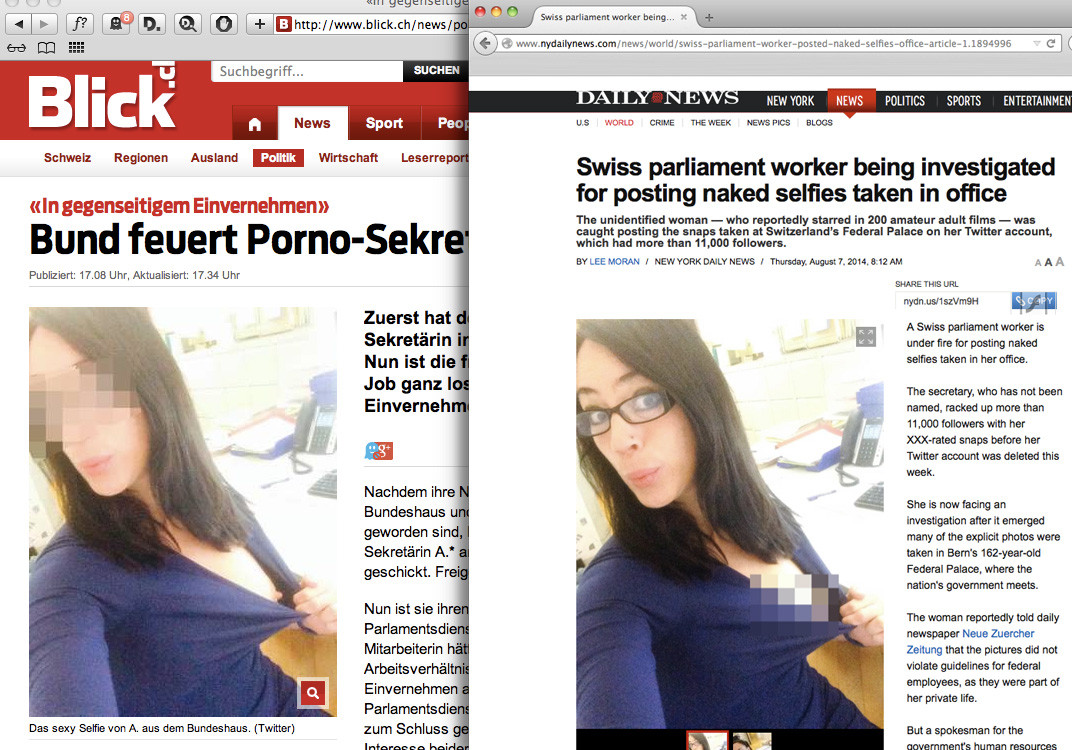 «In gegenseitig
f?
8
D.
B http://www.blick.ch/news/po
Blick
Suchbegriff...
SUCHEN
News
Sport
Peop
Schweiz
Regionen
Ausland
Politik
Wirtschaft
Leserreport
«In gegenseitigem Einvernehmen»
Bund feuert Porno-Sekre
Publiziert: 17.08 Uhr, Aktualisiert: 17.34 Uhr
Zuerst hat d
Sekretärin i
Nun ist die f
Job ganz los
Einvernehm
g+
Nachdem ihre N
Bundeshaus un
geworden sind,
Sekretärin A.* a
geschickt. Freig
Nun ist sie ihren
Parlamentsdiens
Mitarbeiterin hät
Arbeitsverhältnis
Einvernehmen a
Parlamentsdiens
zum Schluss ge
Interesse beider
Das sexy Selfie von A. aus dem Bundeshaus. (Twitter)
Swiss parliament worker being...
www.nydailynews.com/news/world/swiss-parliament-worker-posted-naked-selfies-office-article-1.1894996
DAILY NEWS
NEW YORK
NEWS
POLITICS
SPORTS
ENTERTAINMEN
U.S
WORLD
CRIME
THE WEEK
NEWS PICS
BLOGS
Swiss parliament worker being investigated
for posting naked selfies taken in office
The unidentified woman — who reportedly starred in 200 amateur adult films — was
caught posting the snaps taken at Switzerland's Federal Palace on her Twitter account,
which had more than 11,000 followers.
BY LEE MORAN / NEW YORK DAILY NEWS / Thursday, August 7, 2014, 8:12 AM
A A A
SHARE THIS URL
nydn.us/1szVm9H
COPY
A Swiss parliament worker is
under fire for posting naked
selfies taken in her office.
The secretary, who has not been
named, racked up more than
11,000 followers with her
XXX-rated snaps before her
Twitter account was deleted this
week.
She is now facing an
investigation after it emerged
many of the explicit photos were
taken in Bern's 162-year-old
Federal Palace, where the
nation's government meets.
The woman reportedly told daily
newspaper Neue Zuercher
Zeitung that the pictures did not
violate guidelines for federal
employees, as they were part of
her private life.
But a spokesman for the
government's human resources